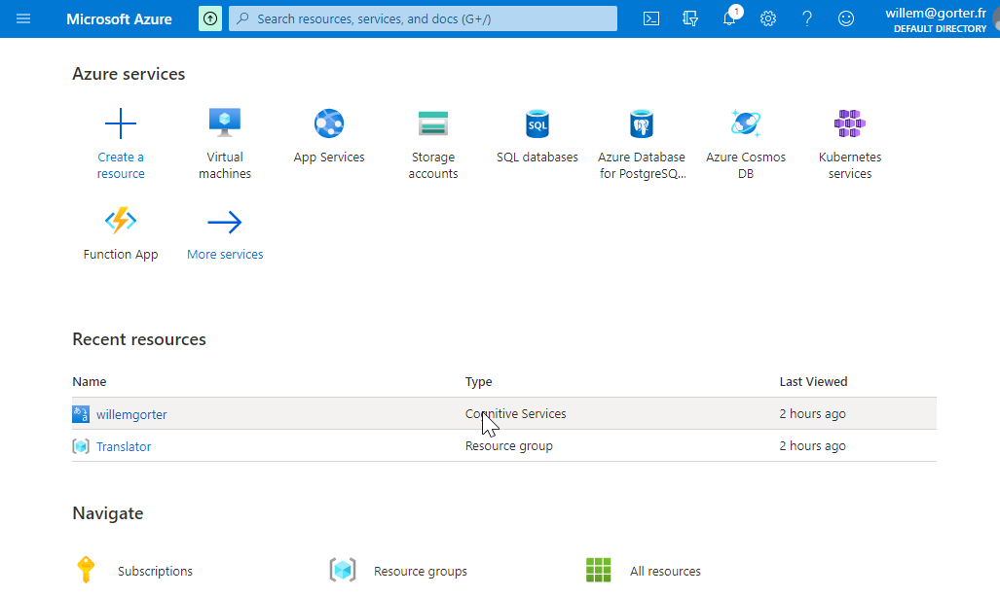 Microsoft Azure
Search resources, services, and docs (G+/)
1
willem@gorter.fr
DEFAULT DIRECTORY
Azure services
Create a
resource
Virtual
machines
App Services
Storage
accounts
SQL
SQL databases
Azure Database
for PostgreSQ...
Azure Cosmos
DB
Kubernetes
services
Function App
More services
Recent resources
Name Type Last Viewed
willemgorter Cognitive Services 2 hours ago
Translator Resource group 2 hours ago
Navigate
Subscriptions Resource groups All resources